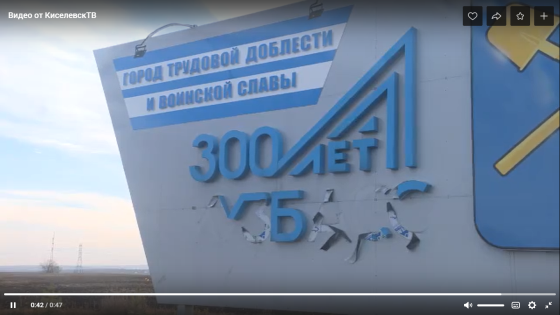 Видео от КиселевскТВ
ГОРОД ТРУДОВОЙ ДОБЛЕСТИ
И ВОИНСКОЙ СЛАВЫ
300 ЛЕТ
0:42 / 0:47